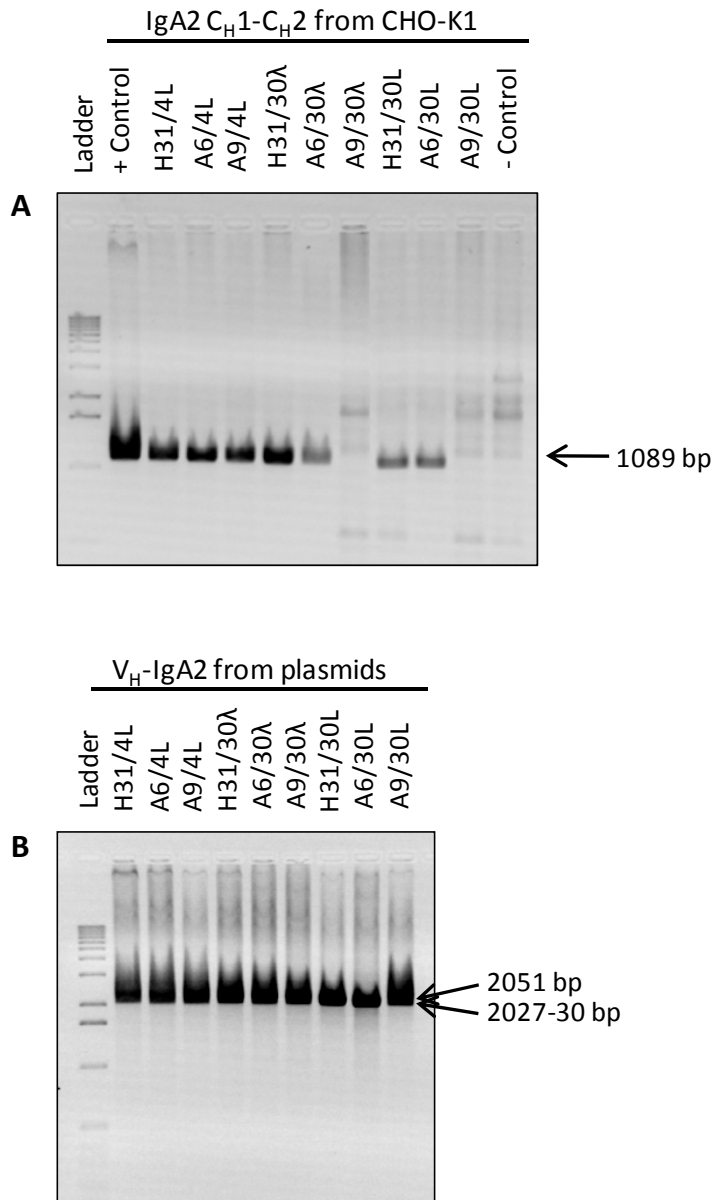 IgA2 CH1-CH2 from CHO-K1
Ladder
+ Control
H31/4L
A6/4L
A9/4L
H31/30λ
A6/30λ
A9/30λ
H31/30L
A6/30L
A9/30L
- Control
A
1089 bp
VH-IgA2 from plasmids
Ladder
H31/4L
A6/4L
A9/4L
H31/30λ
A6/30λ
A9/30λ
H31/30L
A6/30L
A9/30L
B
2051 bp
2027-30 bp